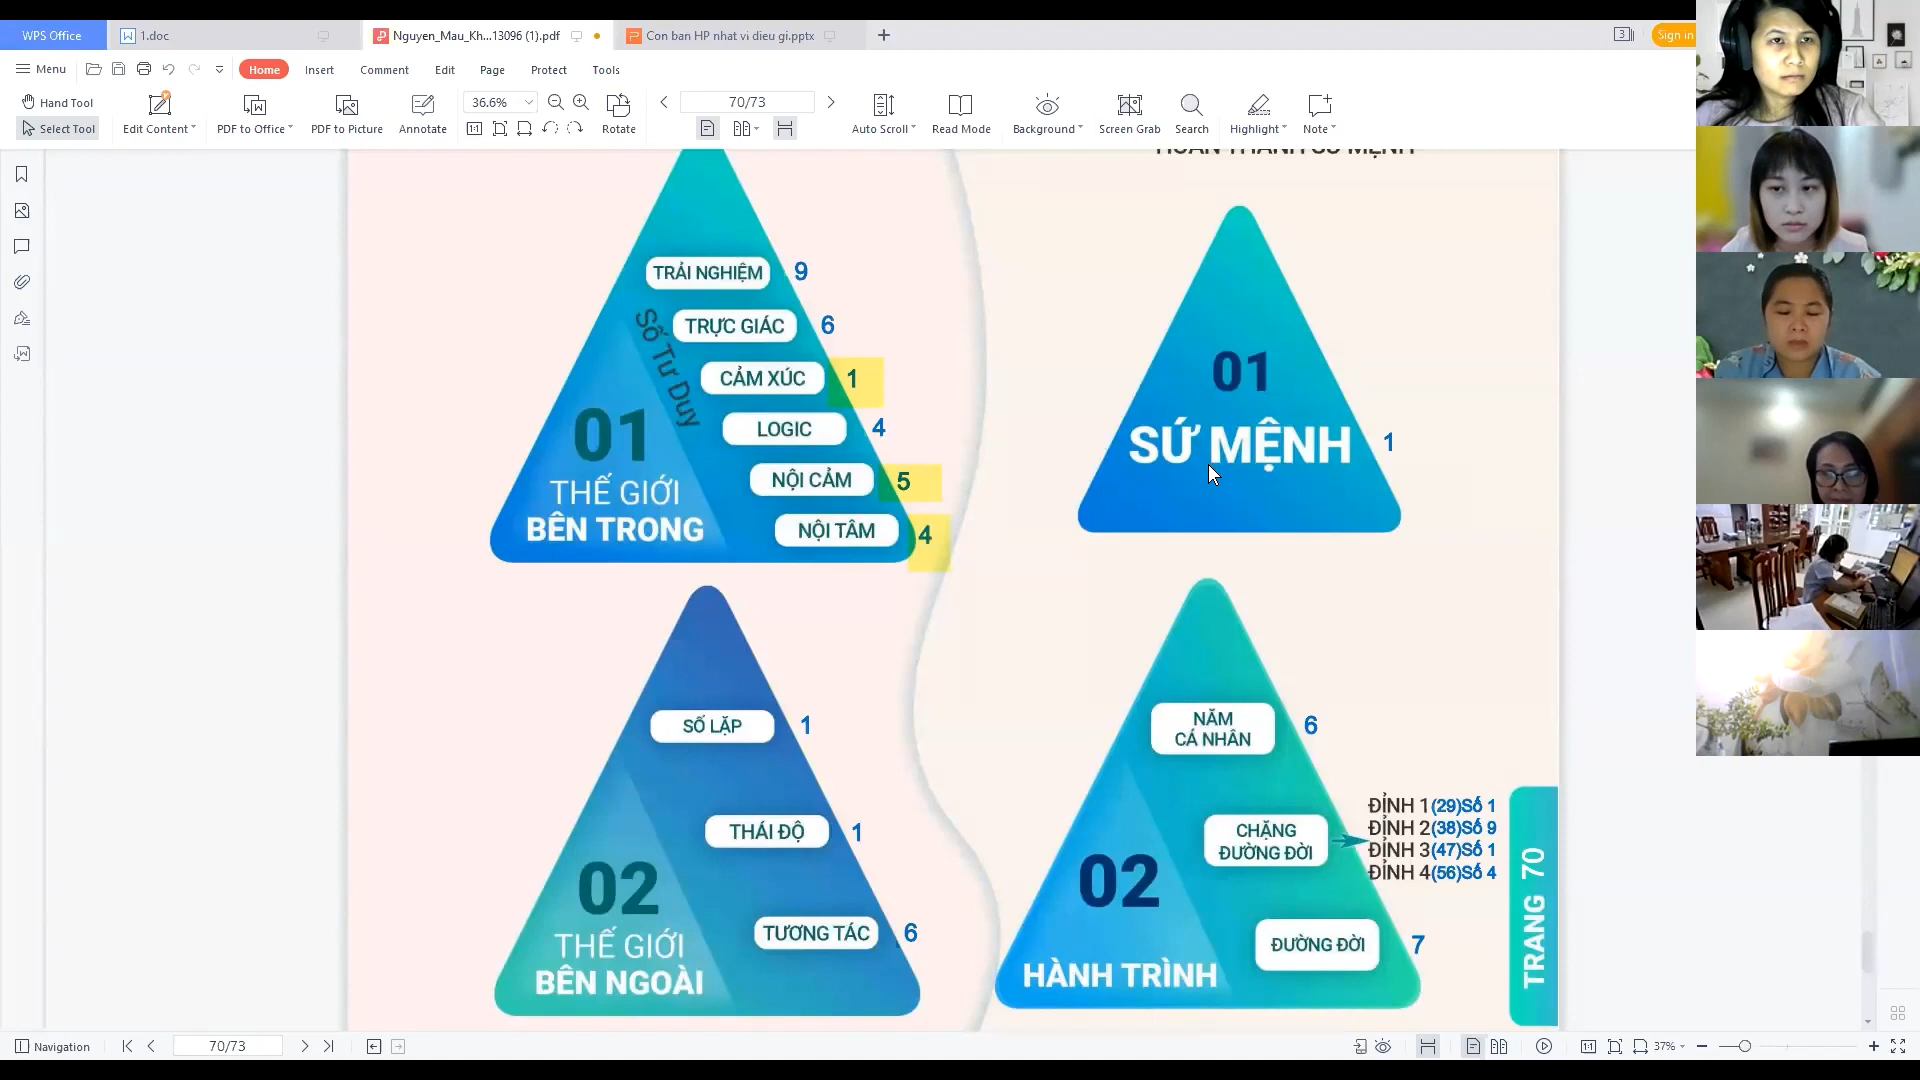 WPS Office
1.doc
Nguyen_Mau_Kh...13096 (1).pdf
Con ban HP nhat vi dieu gi.pptx
3
Sign in
Menu
Home
Insert
Comment
Edit
Page
Protect
Tools
Hand Tool
Select Tool
Edit Content
PDF to Office
PDF to Picture
Annotate
36.6%
Rotate
70/73
Auto Scroll
Read Mode
Background
Screen Grab
Search
Highlight
Note
HOÀN THÀNH SỨ MỆNH
TRẢI NGHIỆM 9
TRỰC GIÁC 6
CẢM XÚC 1
LOGIC 4
NỘI CẢM 5
NỘI TÂM 4
Số Tư Duy
01
THẾ GIỚI
BÊN TRONG
01
SỨ MỆNH 1
SỐ LẶP 1
THÁI ĐỘ 1
TƯƠNG TÁC 6
02
THẾ GIỚI
BÊN NGOÀI
NĂM
CÁ NHÂN 6
CHẶNG
ĐƯỜNG ĐỜI
ĐỈNH 1(29)Số 1
ĐỈNH 2(38)Số 9
ĐỈNH 3(47)Số 1
ĐỈNH 4(56)Số 4
ĐƯỜNG ĐỜI 7
02
HÀNH TRÌNH
TRANG 70
Navigation
70/73
37%